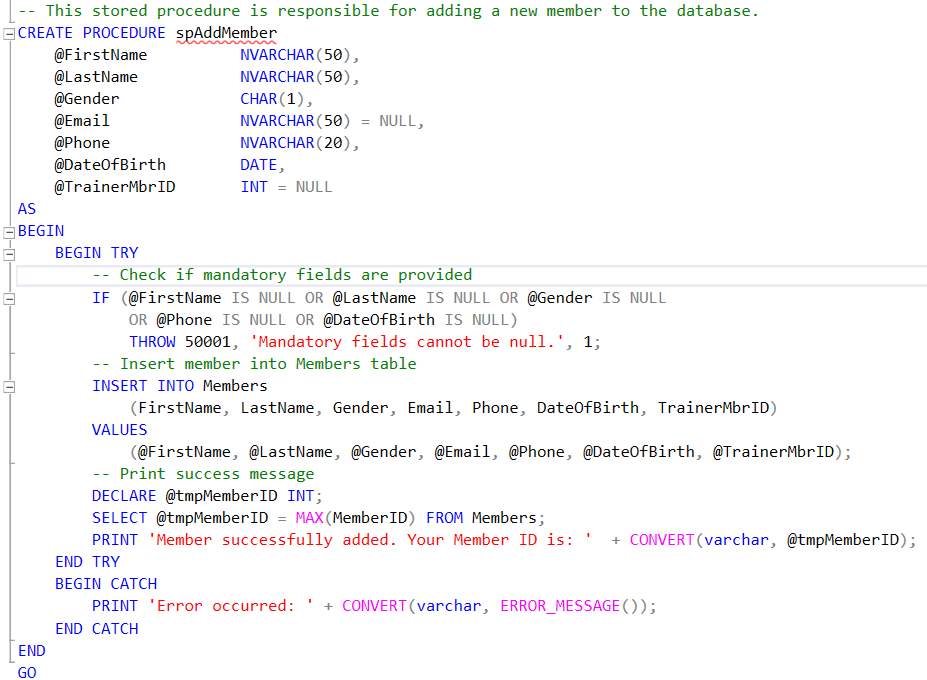 -- This stored procedure is responsible for adding a new member to the database.
CREATE PROCEDURE spAddMember
    @FirstName          NVARCHAR(50),
    @LastName           NVARCHAR(50),
    @Gender             CHAR(1),
    @Email              NVARCHAR(50) = NULL,
    @Phone              NVARCHAR(20),
    @DateOfBirth        DATE,
    @TrainerMbrID       INT = NULL
AS
BEGIN
    BEGIN TRY
        -- Check if mandatory fields are provided
        IF (@FirstName IS NULL OR @LastName IS NULL OR @Gender IS NULL
            OR @Phone IS NULL OR @DateOfBirth IS NULL)
            THROW 50001, 'Mandatory fields cannot be null.', 1;
        -- Insert member into Members table
        INSERT INTO Members
            (FirstName, LastName, Gender, Email, Phone, DateOfBirth, TrainerMbrID)
        VALUES
            (@FirstName, @LastName, @Gender, @Email, @Phone, @DateOfBirth, @TrainerMbrID);
        -- Print success message
        DECLARE @tmpMemberID INT;
        SELECT @tmpMemberID = MAX(MemberID) FROM Members;
        PRINT 'Member successfully added. Your Member ID is: '  + CONVERT(varchar, @tmpMemberID);
    END TRY
    BEGIN CATCH
        PRINT 'Error occurred: ' + CONVERT(varchar, ERROR_MESSAGE());
    END CATCH
END
GO